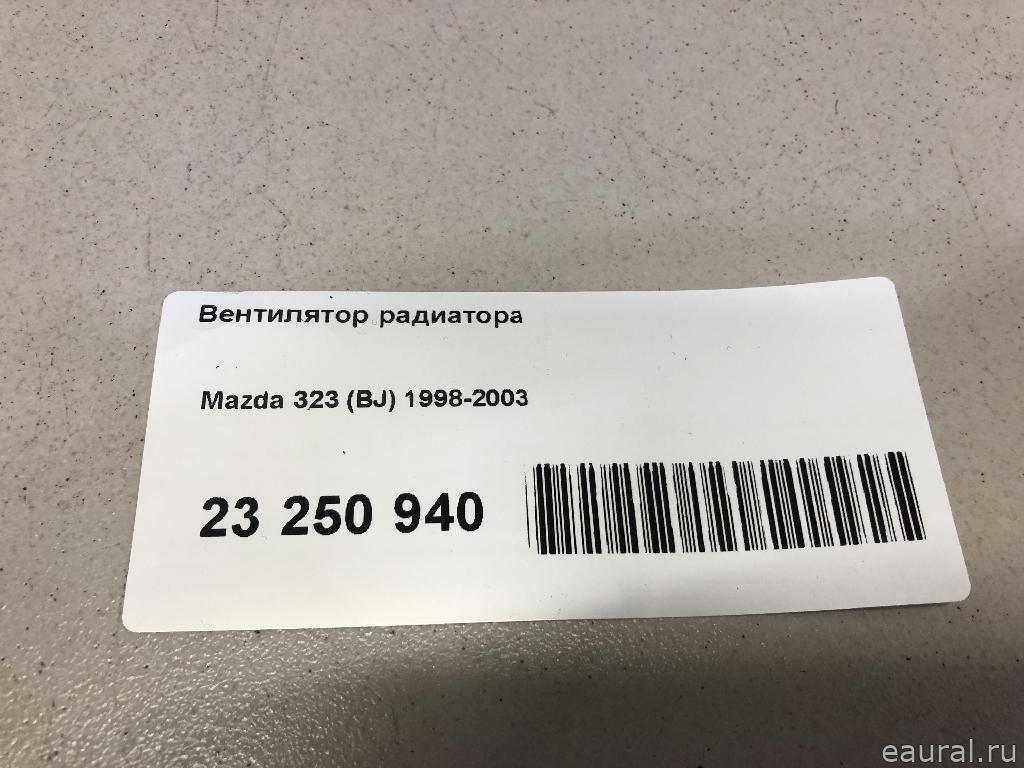 Вентилятор радиатора
Mazda 323 (BJ) 1998-2003
23 250 940
eaural.ru